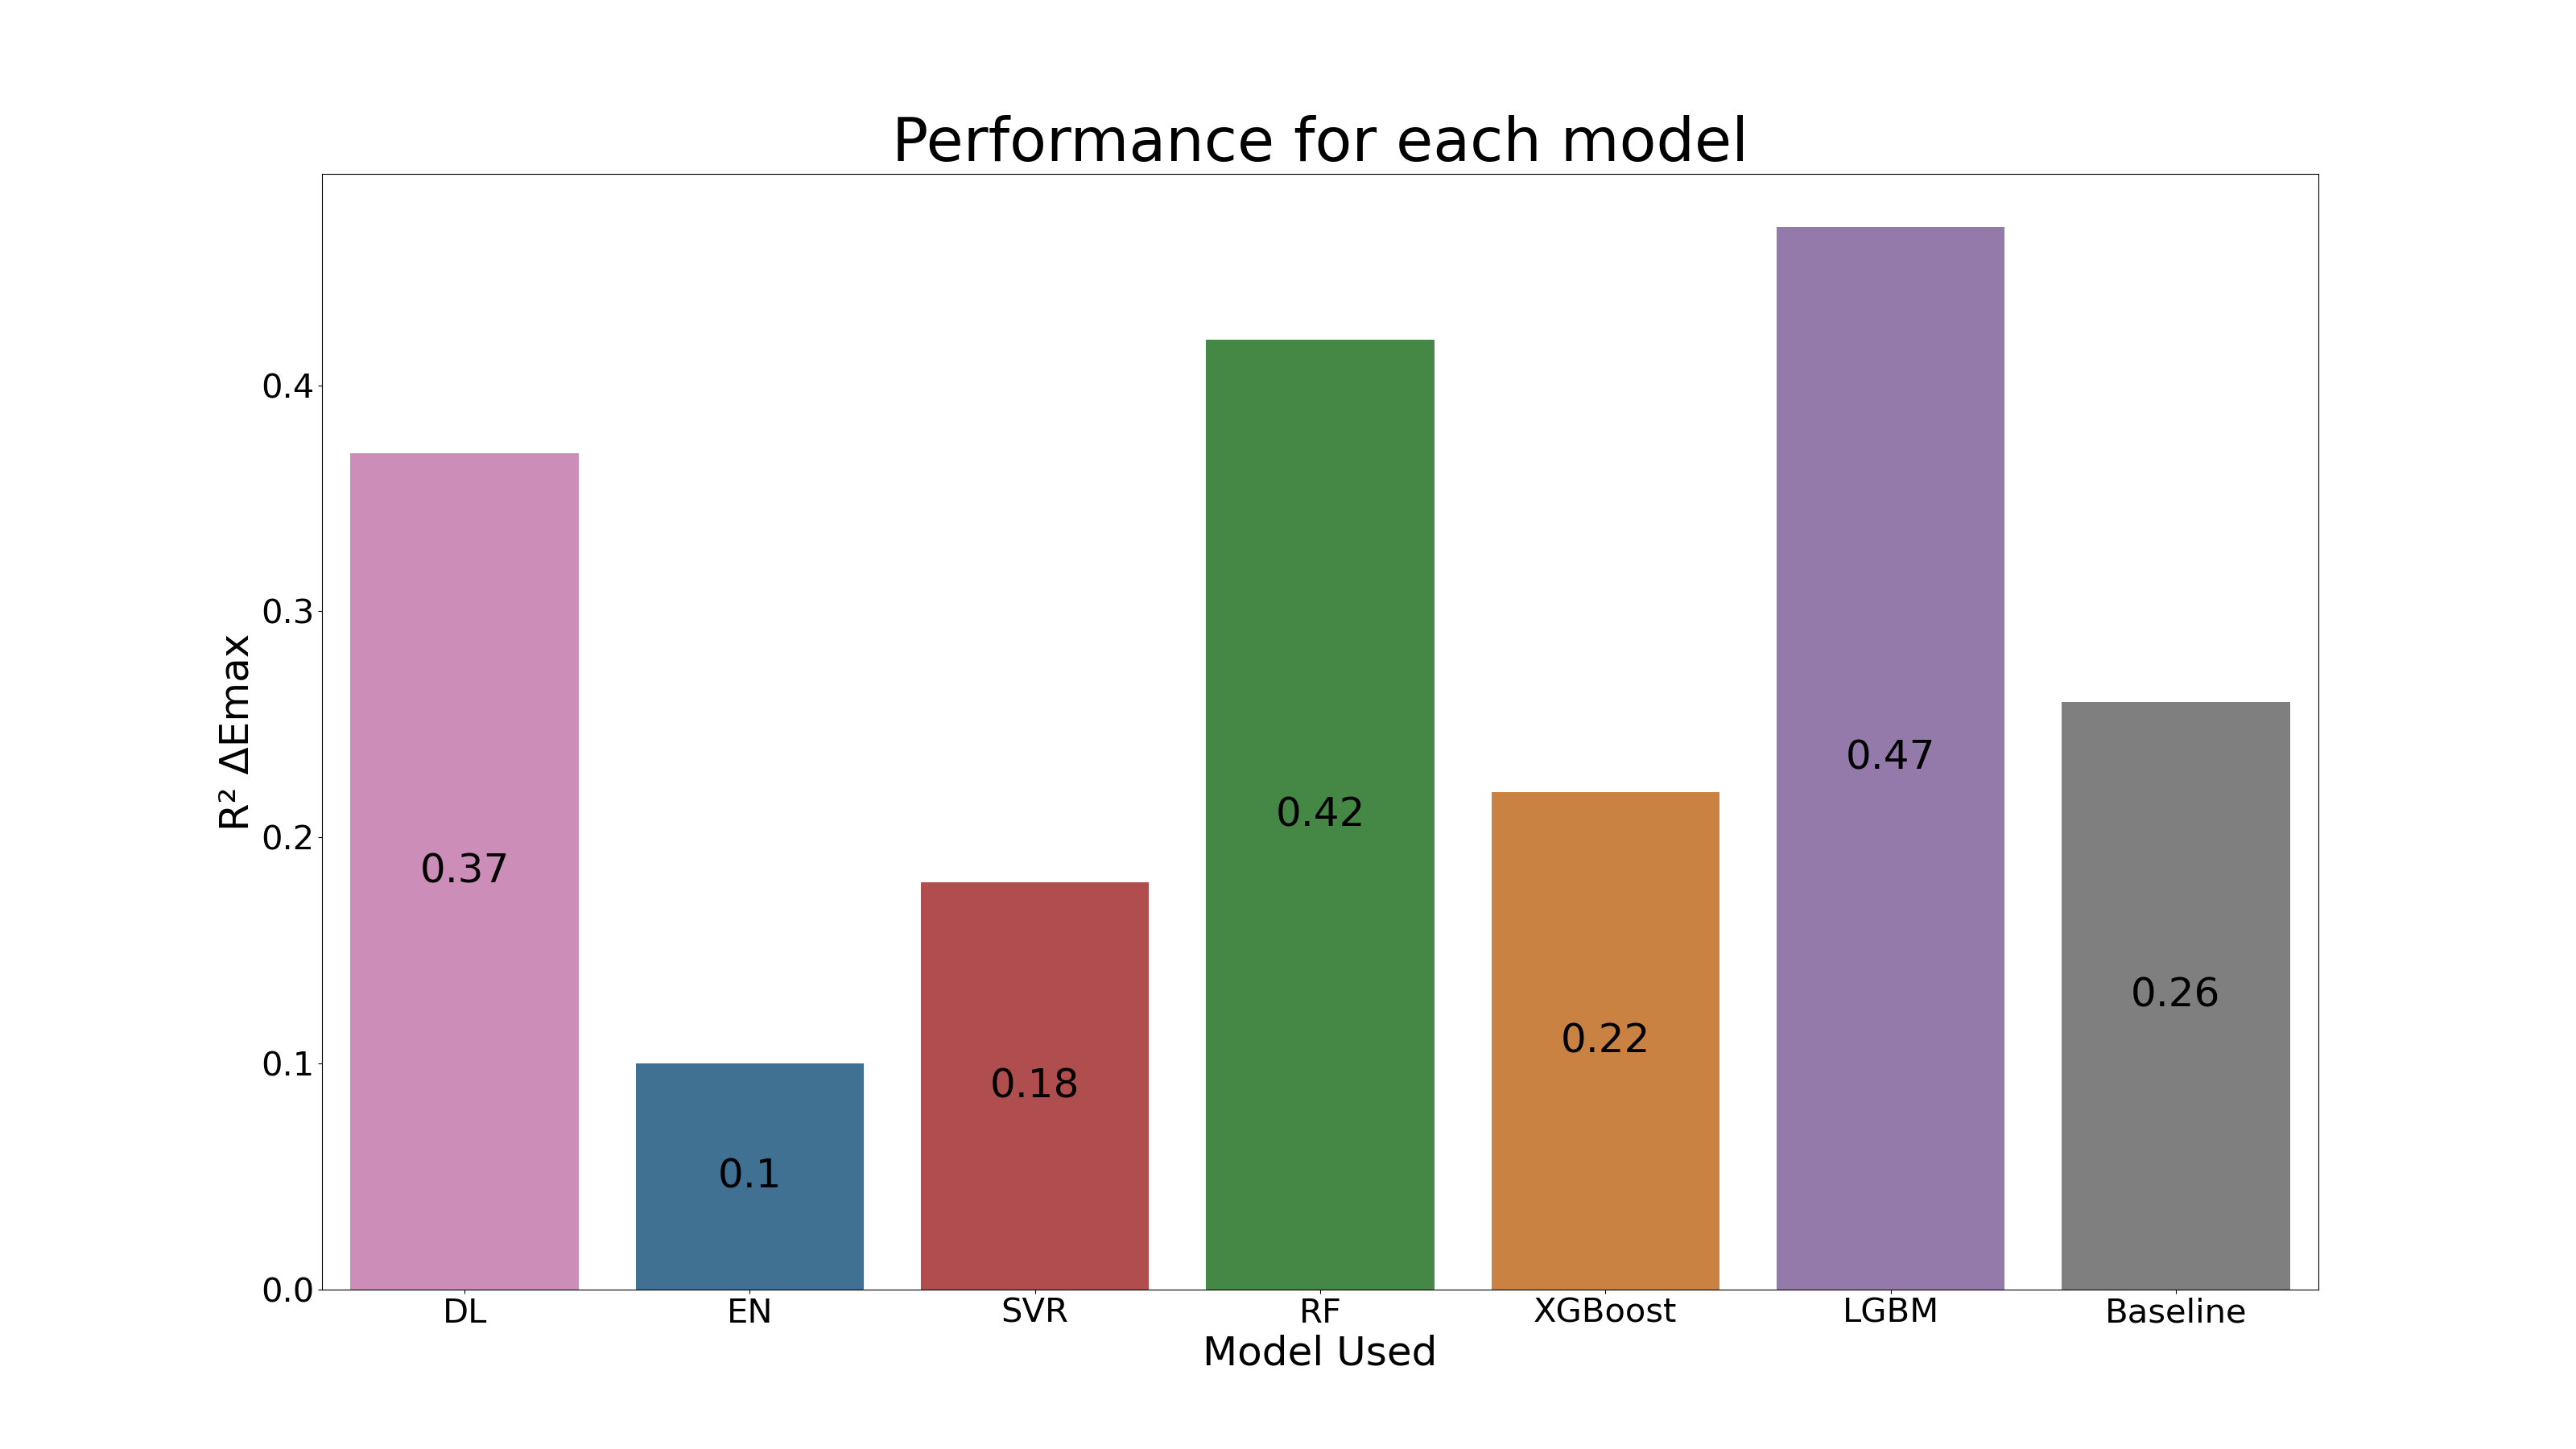 Performance for each model
R² ΔEmax
0.4
0.3
0.2
0.1
0.0
0.37
0.1
0.18
0.42
0.22
0.47
0.26
DL
EN
SVR
RF
XGBoost
LGBM
Baseline
Model Used